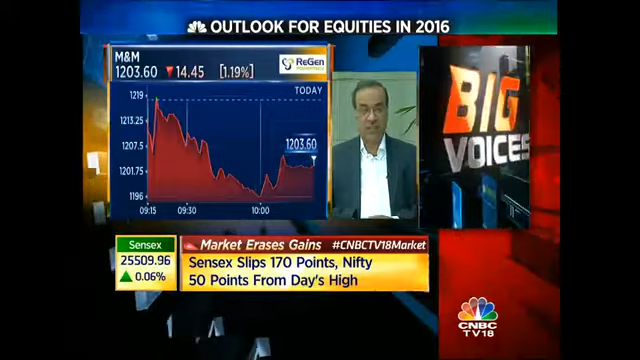 OUTLOOK FOR EQUITIES IN 2016
M&M
1203.60 ▼ 14.45 [1.19%]
ReGen
TODAY
1219
1213.25
1207.5
1201.75
1196
1203.60
09:15 09:30 10:00
BIG
VOICES
Sensex
25509.96
▲ 0.06%
Market Erases Gains #CNBCTV18Market
Sensex Slips 170 Points, Nifty
50 Points From Day's High
CNBC
TV18